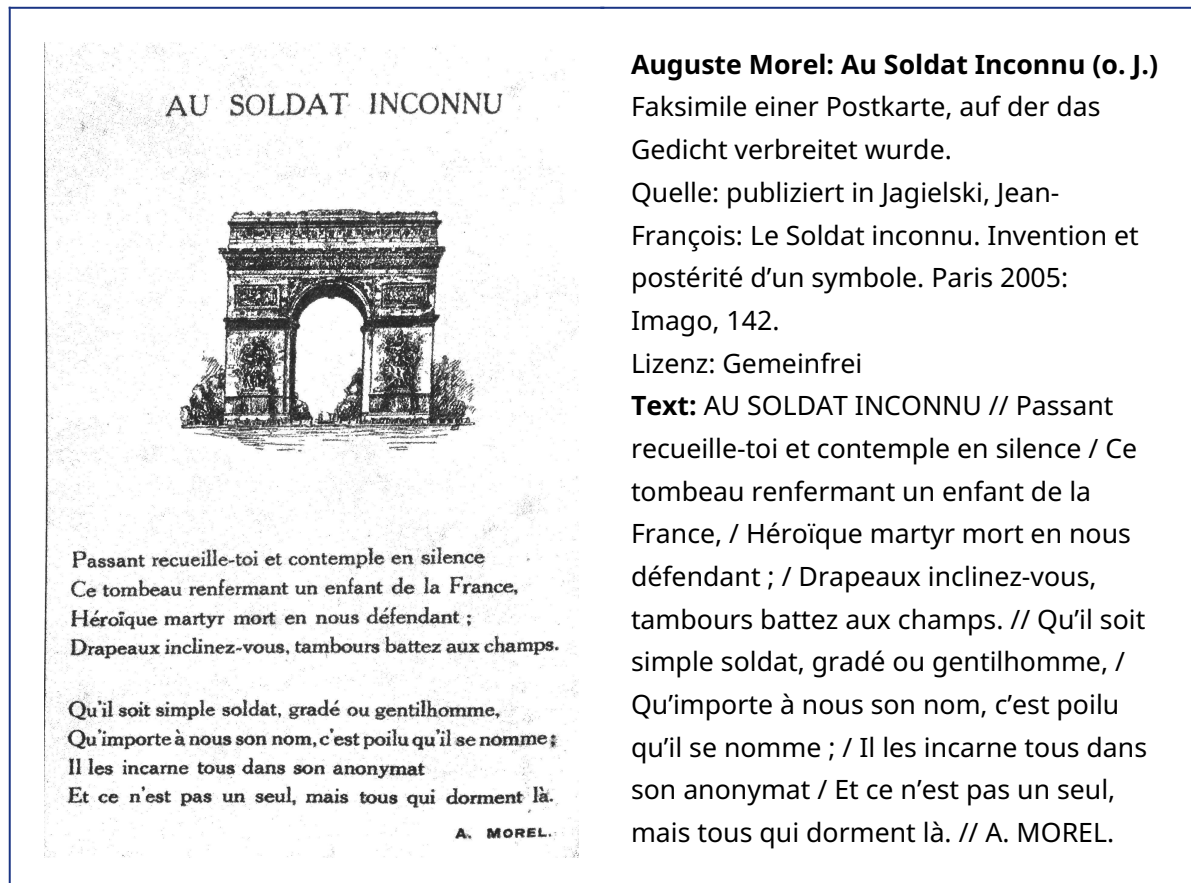 AU SOLDAT INCONNU
Passant recueille-toi et contemple en silence
Ce tombeau renfermant un enfant de la France,
Héroïque martyr mort en nous défendant ;
Drapeaux inclinez-vous, tambours battez aux champs.
Qu'il soit simple soldat, gradé ou gentilhomme,
Qu'importe à nous son nom, c'est poilu qu'il se nomme ;
Il les incarne tous dans son anonymat
Et ce n'est pas un seul, mais tous qui dorment là.
A. MOREL.
Auguste Morel: Au Soldat Inconnu (o. J.)
Faksimile einer Postkarte, auf der das
Gedicht verbreitet wurde.
Quelle: publiziert in Jagielski, Jean-
François: Le Soldat inconnu. Invention et
postérité d’un symbole. Paris 2005:
Imago, 142.
Lizenz: Gemeinfrei
Text: AU SOLDAT INCONNU // Passant
recueille-toi et contemple en silence / Ce
tombeau renfermant un enfant de la
France, / Héroïque martyr mort en nous
défendant ; / Drapeaux inclinez-vous,
tambours battez aux champs. // Qu’il soit
simple soldat, gradé ou gentilhomme, /
Qu’importe à nous son nom, c’est poilu
qu’il se nomme ; / Il les incarne tous dans
son anonymat / Et ce n’est pas un seul,
mais tous qui dorment là. // A. MOREL.